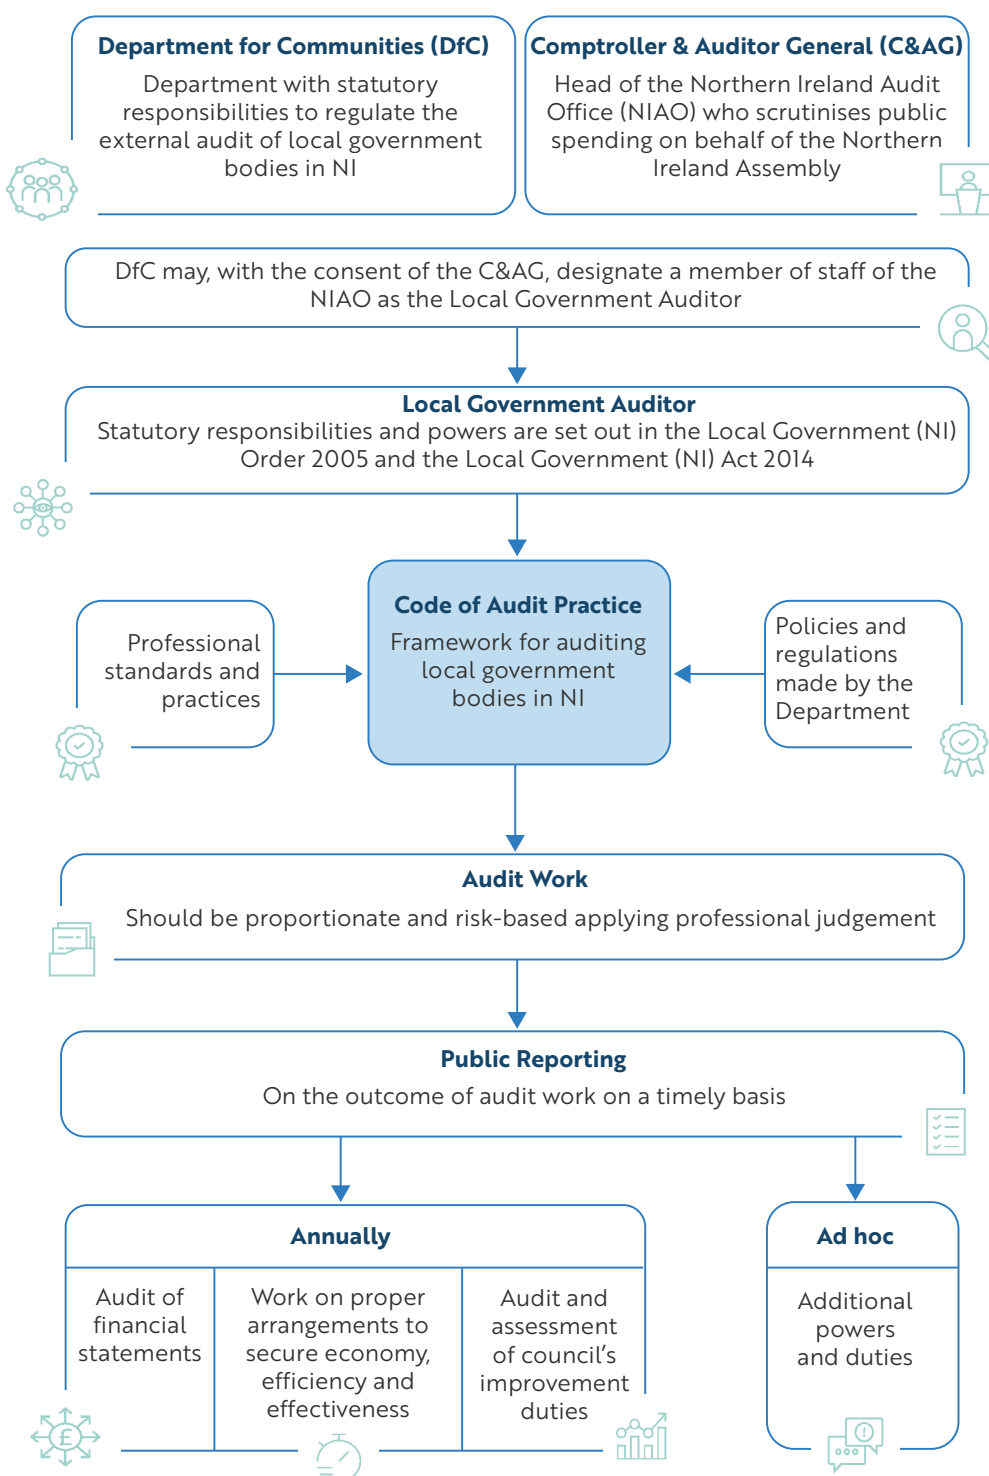 Department for Communities (DfC)
Department with statutory
responsibilities to regulate the
external audit of local government
bodies in NI
Comptroller & Auditor General (C&AG)
Head of the Northern Ireland Audit
Office (NIAO) who scrutinises public
spending on behalf of the Northern
Ireland Assembly
DfC may, with the consent of the C&AG, designate a member of staff of the
NIAO as the Local Government Auditor
Local Government Auditor
Statutory responsibilities and powers are set out in the Local Government (NI)
Order 2005 and the Local Government (NI) Act 2014
Professional
standards and
practices
Code of Audit Practice
Framework for auditing
local government
bodies in NI
Policies and
regulations
made by the
Department
Audit Work
Should be proportionate and risk-based applying professional judgement
Public Reporting
On the outcome of audit work on a timely basis
Annually
Audit of
financial
statements
Work on proper
arrangements to
secure economy,
efficiency and
effectiveness
Audit and
assessment
of council's
improvement
duties
Ad hoc
Additional
powers
and duties
£